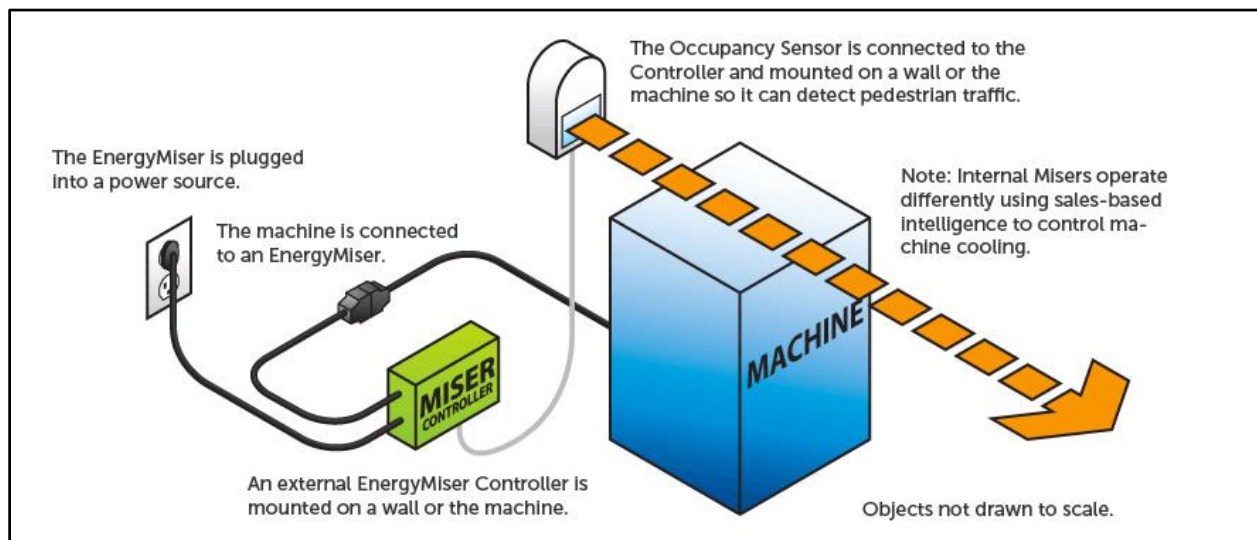 The Occupancy Sensor is connected to the
Controller and mounted on a wall or the
machine so it can detect pedestrian traffic.
The EnergyMiser is plugged
into a power source.
The machine is connected
to an EnergyMiser.
Note: Internal Misers operate
differently using sales-based
intelligence to control ma-
chine cooling.
MACHINE
MISER
CONTROLLER
An external EnergyMiser Controller is
mounted on a wall or the machine.
Objects not drawn to scale.